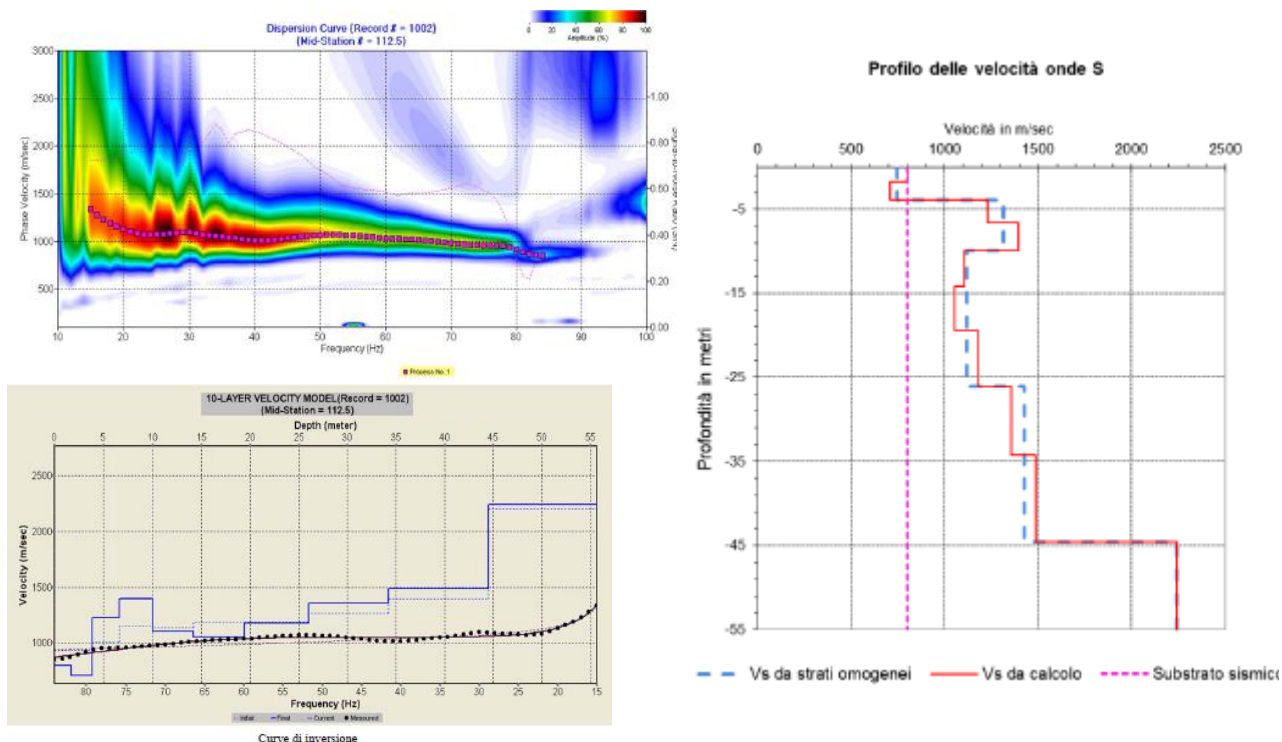 Dispersion Curve (Record # = 1002)
(Mid-Station # = 112.5)
0 20 40 60 80 100
Amplitude (%)
3000
2500
2000
1500
1000
500
Phase Velocity (m/sec)
1.00
0.80
0.60
0.40
0.20
0.00
Signal-to-Noise Ratio (S/N)
10 20 30 40 50 60 70 80 90 100
Frequency (Hz)
Process No. 1
10-LAYER VELOCITY MODEL(Record = 1002)
(Mid-Station = 112.5)
Depth (meter)
0 5 10 15 20 25 30 35 40 45 50 55
2500
2000
1500
1000
Velocity (m/sec)
80 75 70 65 60 55 50 45 40 35 30 25 20 15
Frequency (Hz)
Initial Final Current Measured
Curve di inversione
Profilo delle velocità onde S
Velocità in m/sec
0 500 1000 1500 2000 2500
-5
-15
-25
-35
-45
-55
Profondità in metri
Vs da strati omogenei Vs da calcolo Substrato sismico